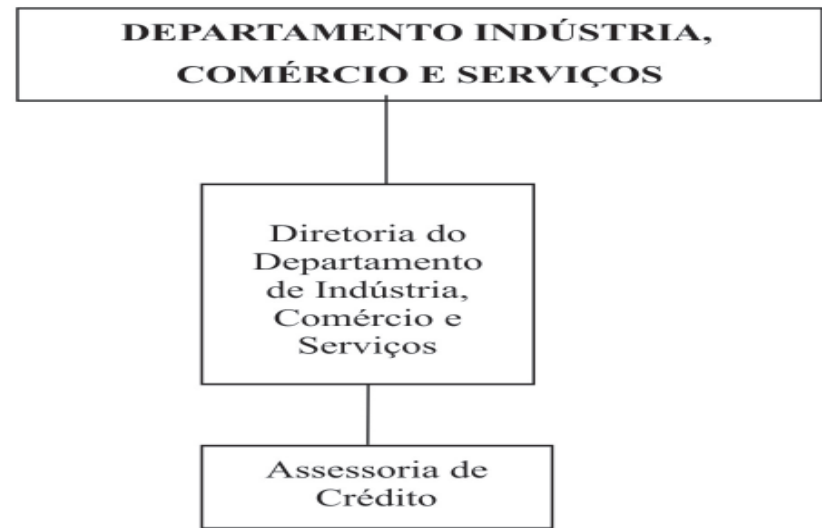 DEPARTAMENTO INDÚSTRIA,
COMÉRCIO E SERVIÇOS
Diretoria do
Departamento
de Indústria,
Comércio e
Serviços
Assessoria de
Crédito